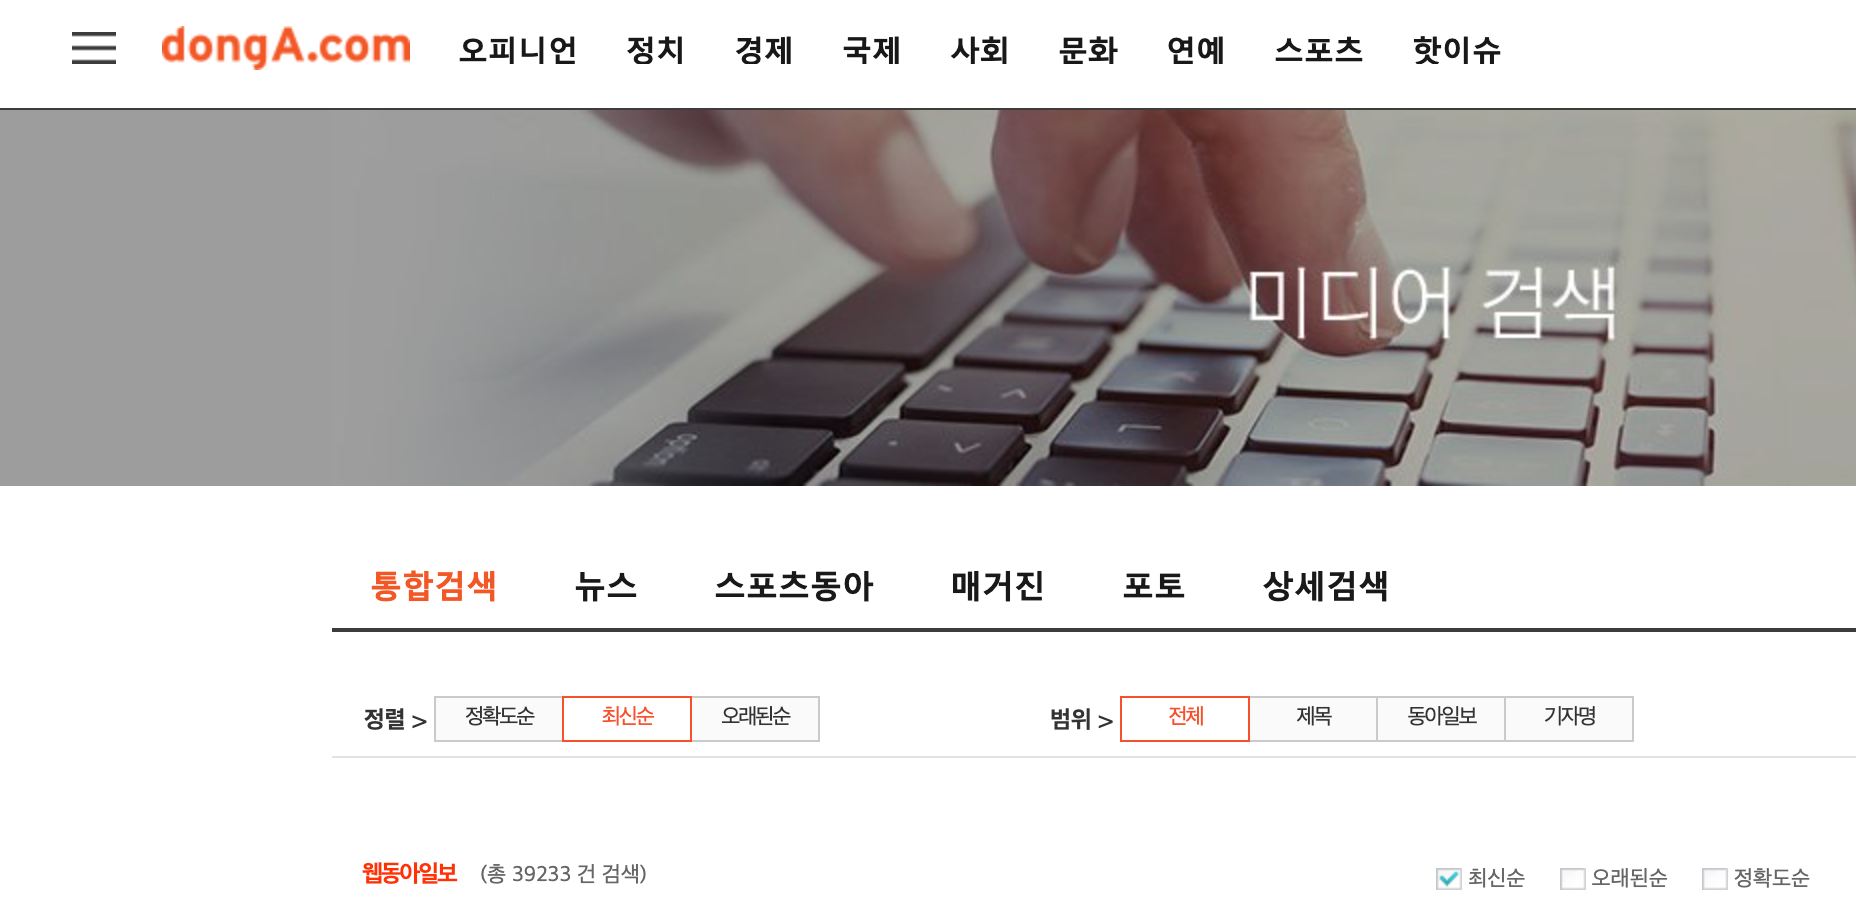 dongA.com 오피니언 정치 경제 국제 사회 문화 연예 스포츠 핫이슈
미디어 검색
option
통합검색 뉴스 스포츠동아 매거진 포토 상세검색
정렬 > 정확도순 최신순 오래된순 범위 > 전체 제목 동아일보 기자명
웹동아일보 (총 39233 건 검색) 최신순 오래된순 정확도순